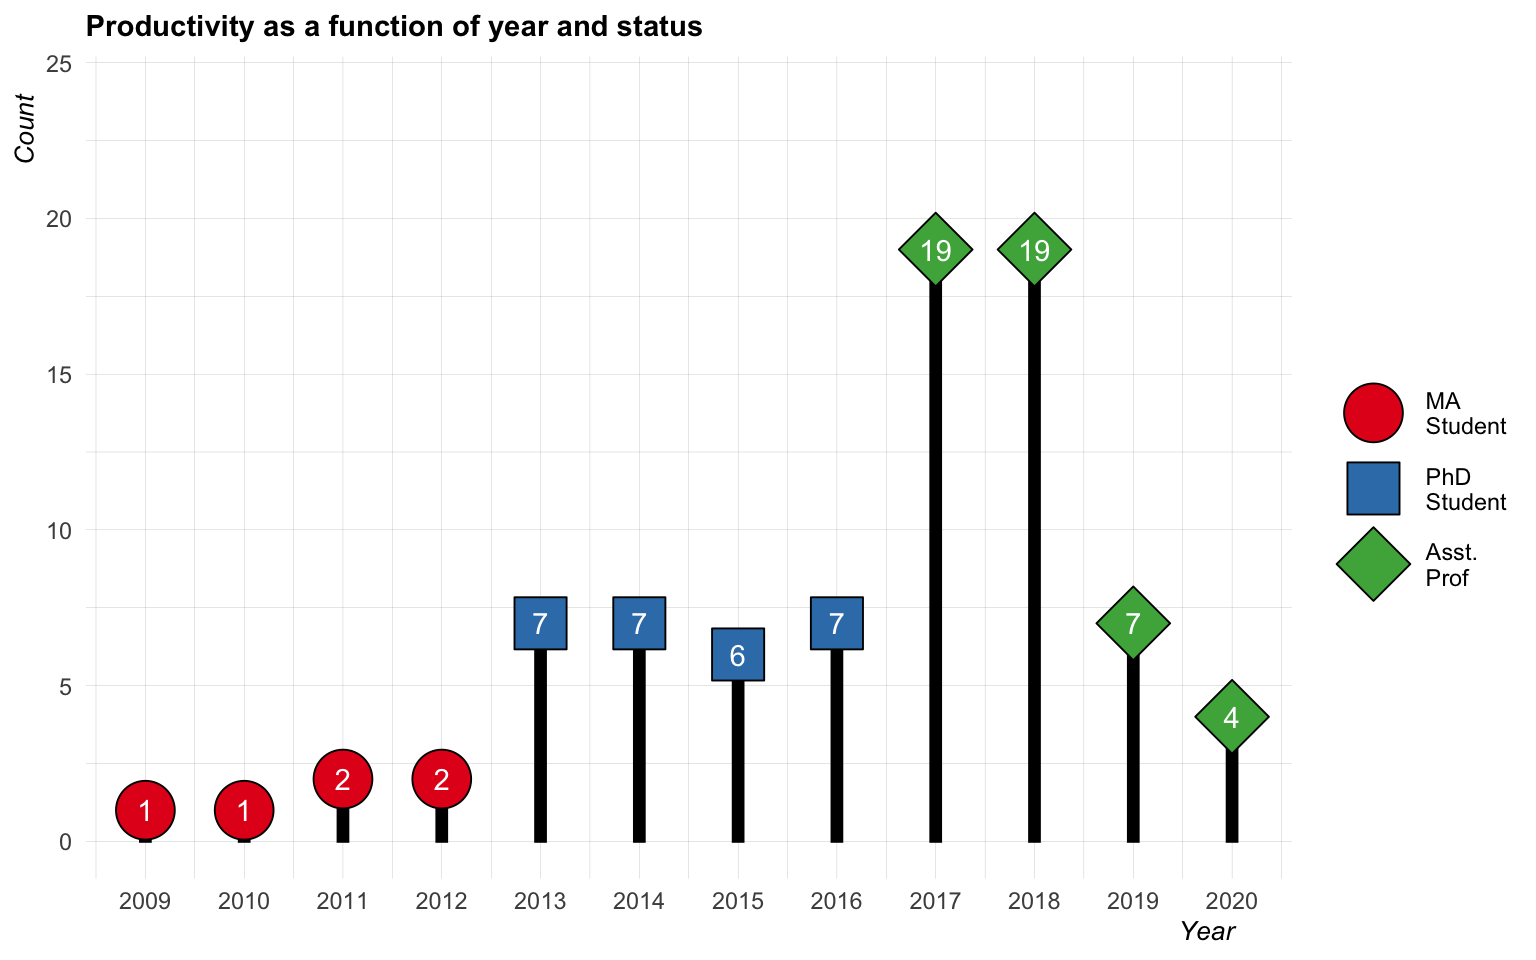 Productivity as a function of year and status
Count
25
20
15
10
5
0
1
1
2
2
7
7
6
7
19
19
7
4
2009 2010 2011 2012 2013 2014 2015 2016 2017 2018 2019 2020
Year
MA
Student
PhD
Student
Asst.
Prof